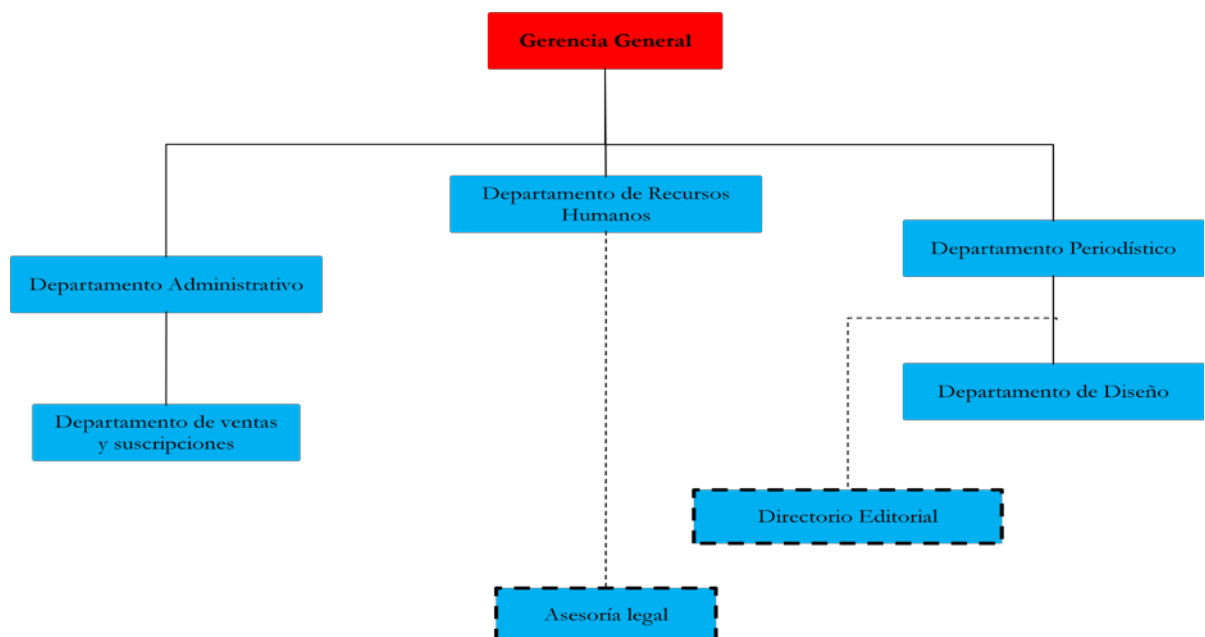 Gerencia General
Departamento de Recursos
Humanos
Departamento Periodístico
Departamento Administrativo
Departamento de Diseño
Departamento de ventas
y suscripciones
Directorio Editorial
Asesoría legal